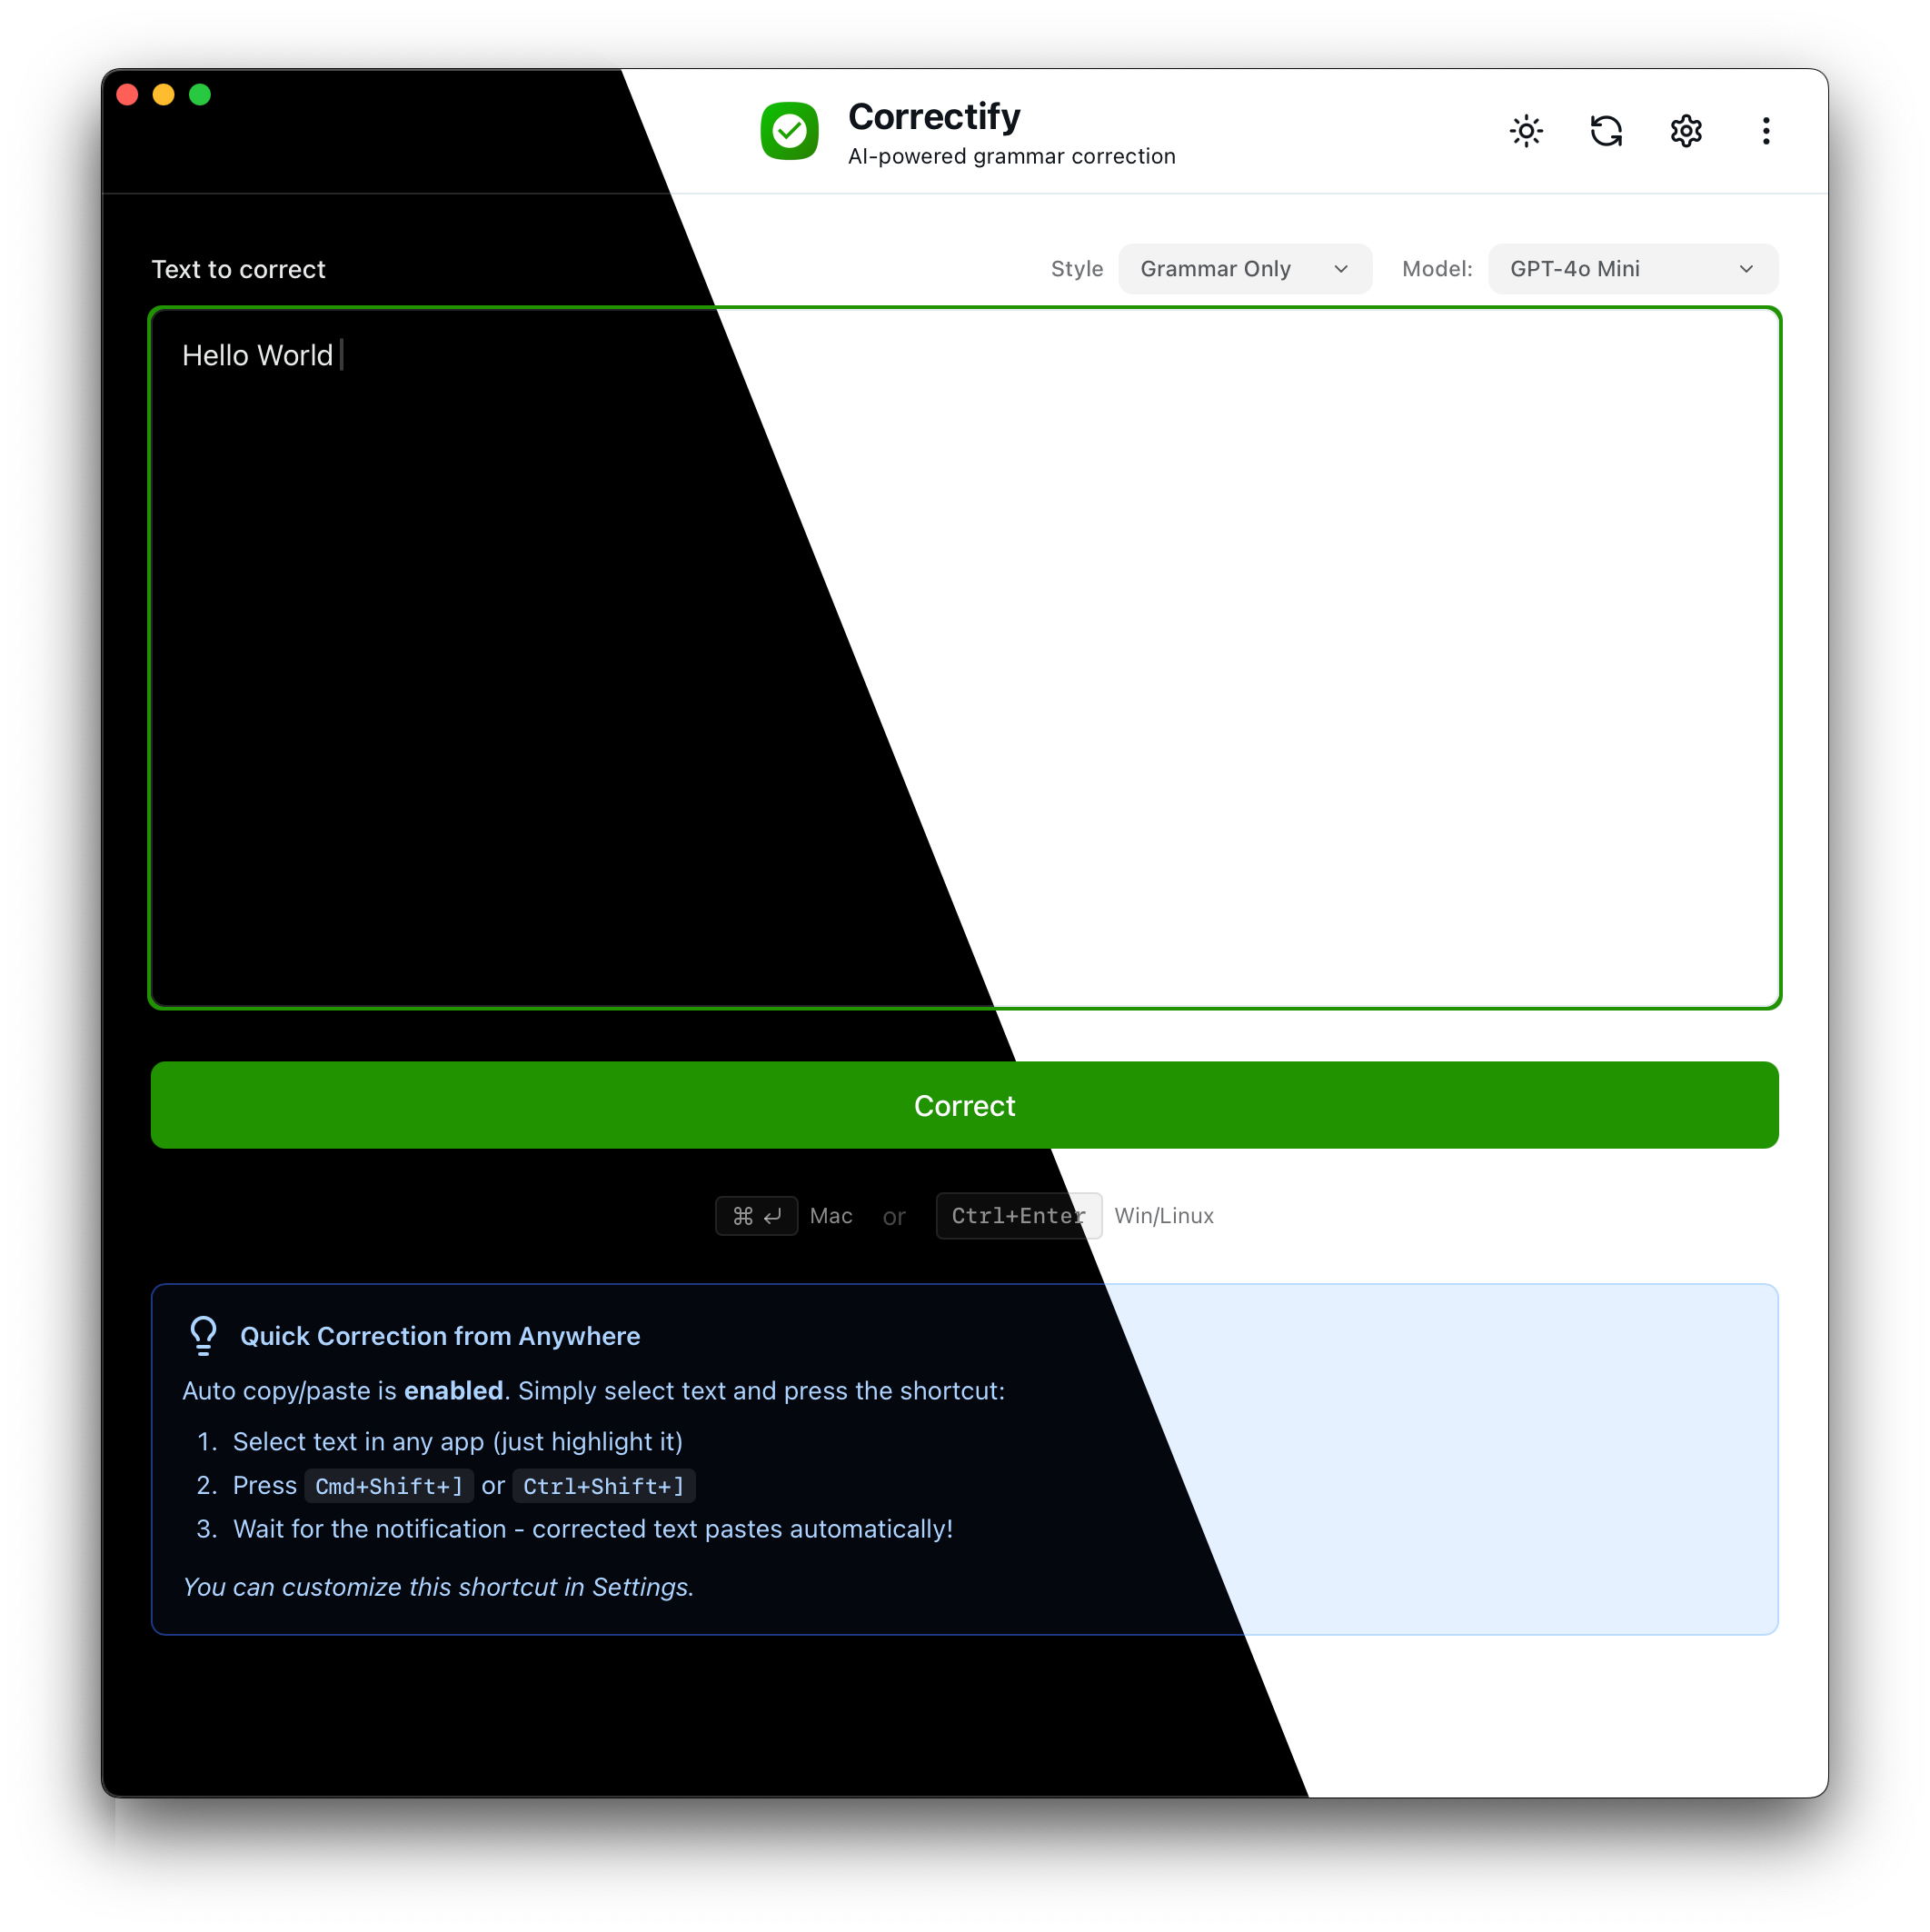 Correctify
AI-powered grammar correction
Text to correct
Style Grammar Only Model: GPT-4o Mini
Hello World
Correct
⌘ ↵ Mac or Ctrl+Enter Win/Linux
Quick Correction from Anywhere
Auto copy/paste is enabled. Simply select text and press the shortcut:
1. Select text in any app (just highlight it)
2. Press Cmd+Shift+] or Ctrl+Shift+]
3. Wait for the notification - corrected text pastes automatically!
You can customize this shortcut in Settings.